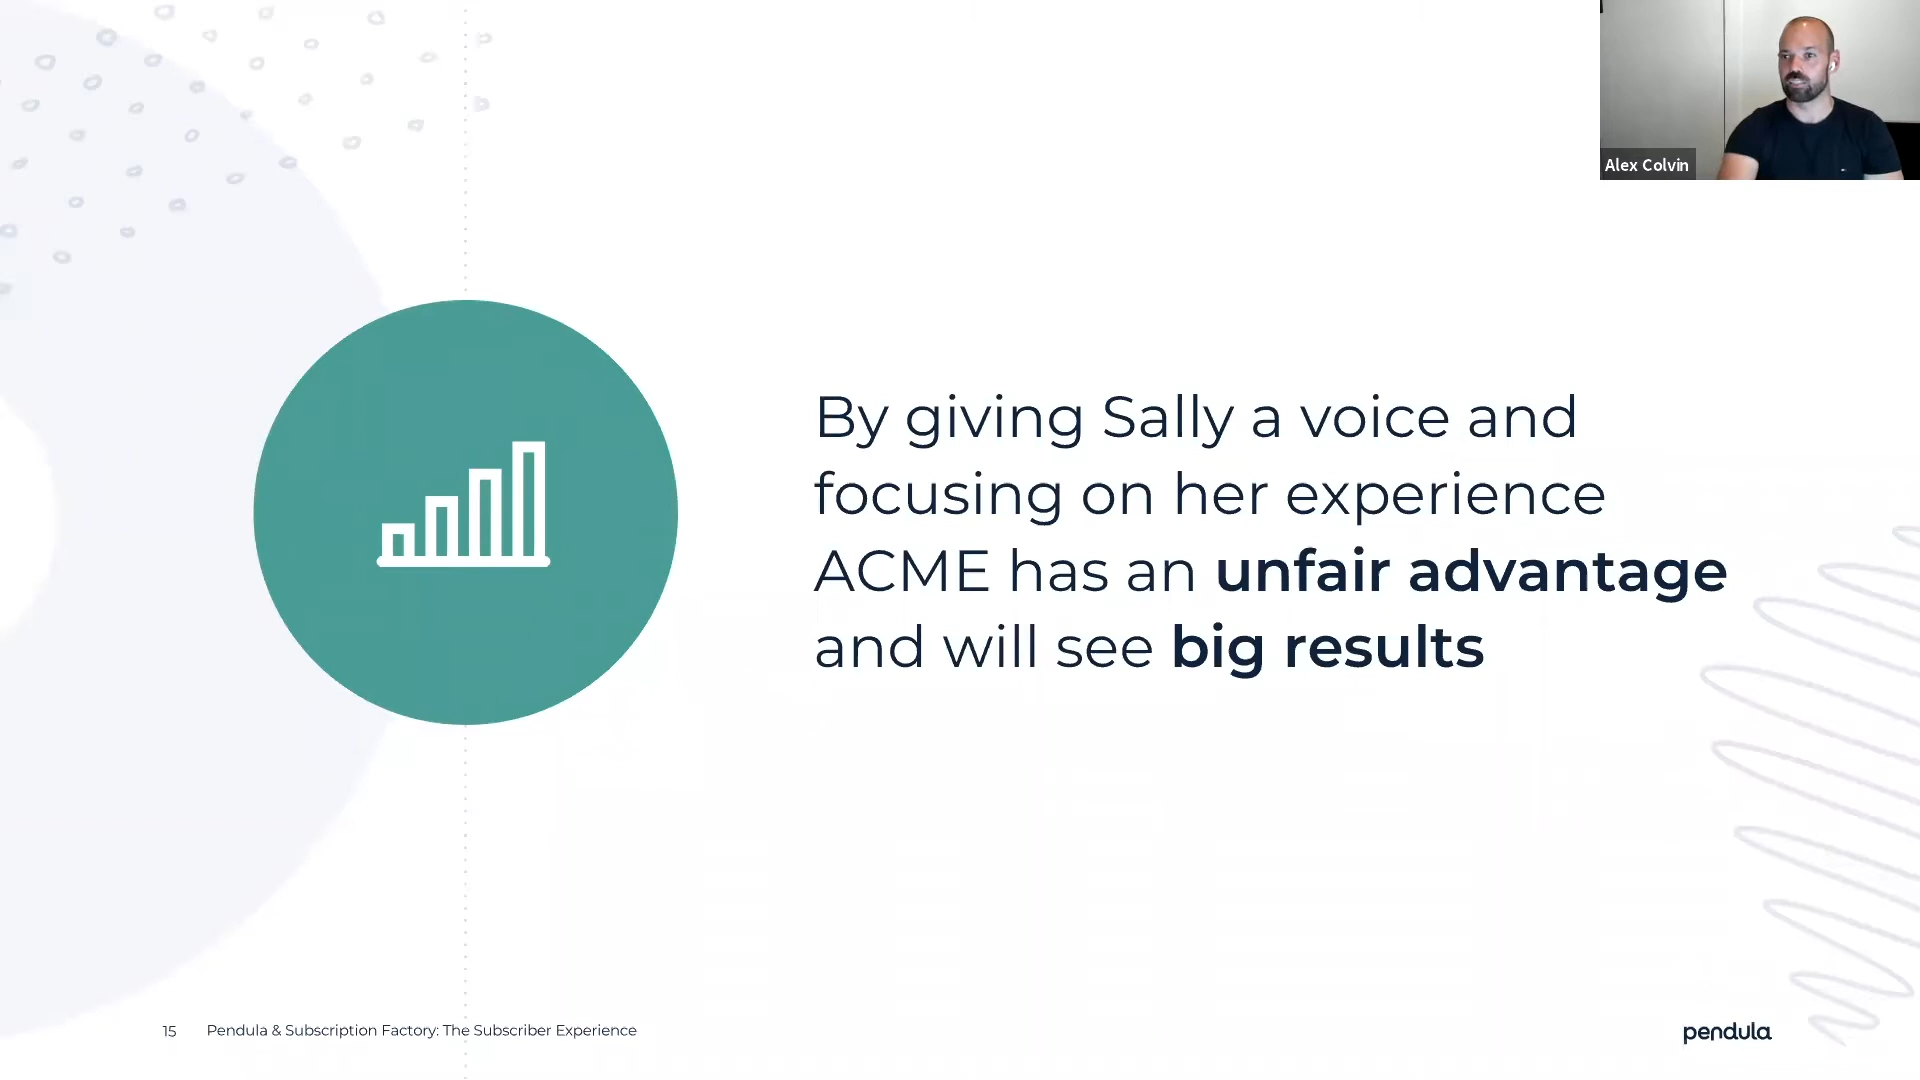 Alex Colvin
By giving Sally a voice and
focusing on her experience
ACME has an unfair advantage
and will see big results
15 Pendula & Subscription Factory: The Subscriber Experience
pendula